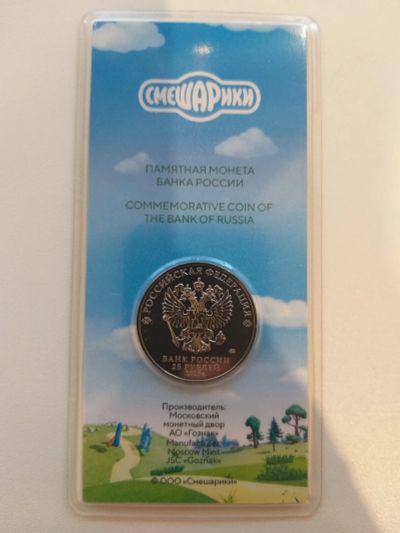 СМЕШАРИКИ
ПАМЯТНАЯ МОНЕТА
БАНКА РОССИИ
COMMEMORATIVE COIN OF
THE BANK OF RUSSIA
РОССИЙСКАЯ ФЕДЕРАЦИЯ
БАНК РОССИИ
25 РУБЛЕЙ
Производитель:
Московский
монетный двор
АО «Гознак»
Moscow Mint
JSC «Goznak»
© ООО «Смешарики»